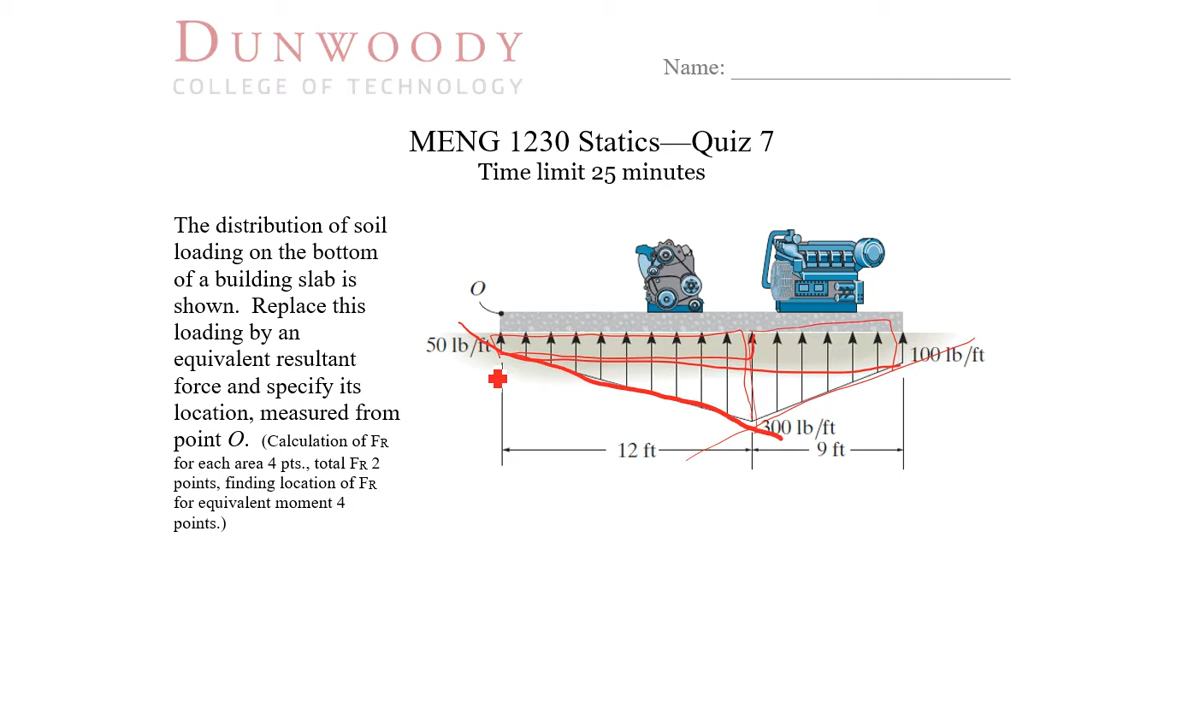 DUNWOODY
COLLEGE OF TECHNOLOGY
Name:
MENG 1230 Statics—Quiz 7
Time limit 25 minutes
The distribution of soil
loading on the bottom
of a building slab is
shown. Replace this
loading by an
equivalent resultant
force and specify its
location, measured from
point O. (Calculation of FR
for each area 4 pts., total FR 2
points, finding location of FR
for equivalent moment 4
points.)
O
50 lb/ft
100 lb/ft
300 lb/ft
12 ft
9 ft